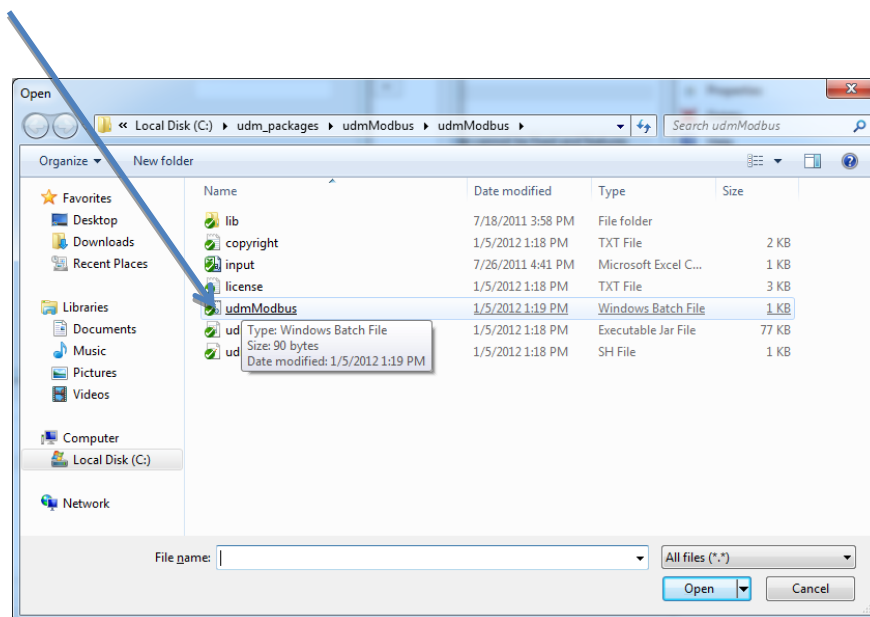 Open
« Local Disk (C:) ▸ udm_packages ▸ udmModbus ▸ udmModbus ▸ Search udmModbus
Organize New folder
Name Date modified Type Size
Favorites
Desktop
Downloads
Recent Places
Libraries
Documents
Music
Pictures
Videos
Computer
Local Disk (C:)
Network
lib 7/18/2011 3:58 PM File folder
copyright 1/5/2012 1:18 PM TXT File 2 KB
input 7/26/2011 4:41 PM Microsoft Excel C... 1 KB
license 1/5/2012 1:18 PM TXT File 3 KB
udmModbus 1/5/2012 1:19 PM Windows Batch File 1 KB
ud 1/5/2012 1:18 PM Executable Jar File 77 KB
ud 1/5/2012 1:18 PM SH File 1 KB
Type: Windows Batch File
Size: 90 bytes
Date modified: 1/5/2012 1:19 PM
File name: All files (*.*)
Open Cancel